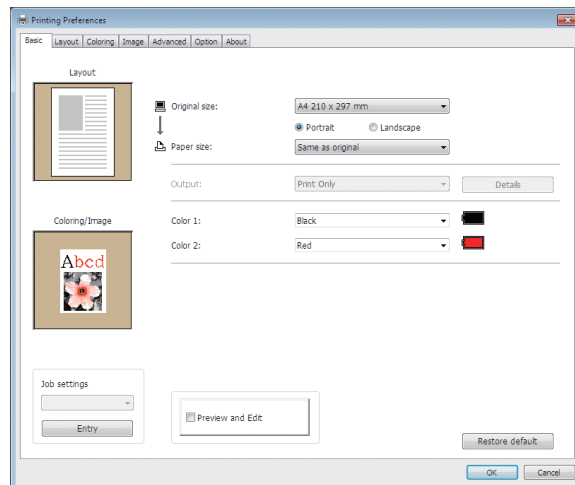 Printing Preferences
Basic Layout Coloring Image Advanced Option About
Layout
Original size: A4 210 x 297 mm
Portrait Landscape
Paper size: Same as original
Output: Print Only Details
Coloring/Image
Color 1: Black
Color 2: Red
Abcd
Job settings
Preview and Edit
Entry
Restore default
OK Cancel